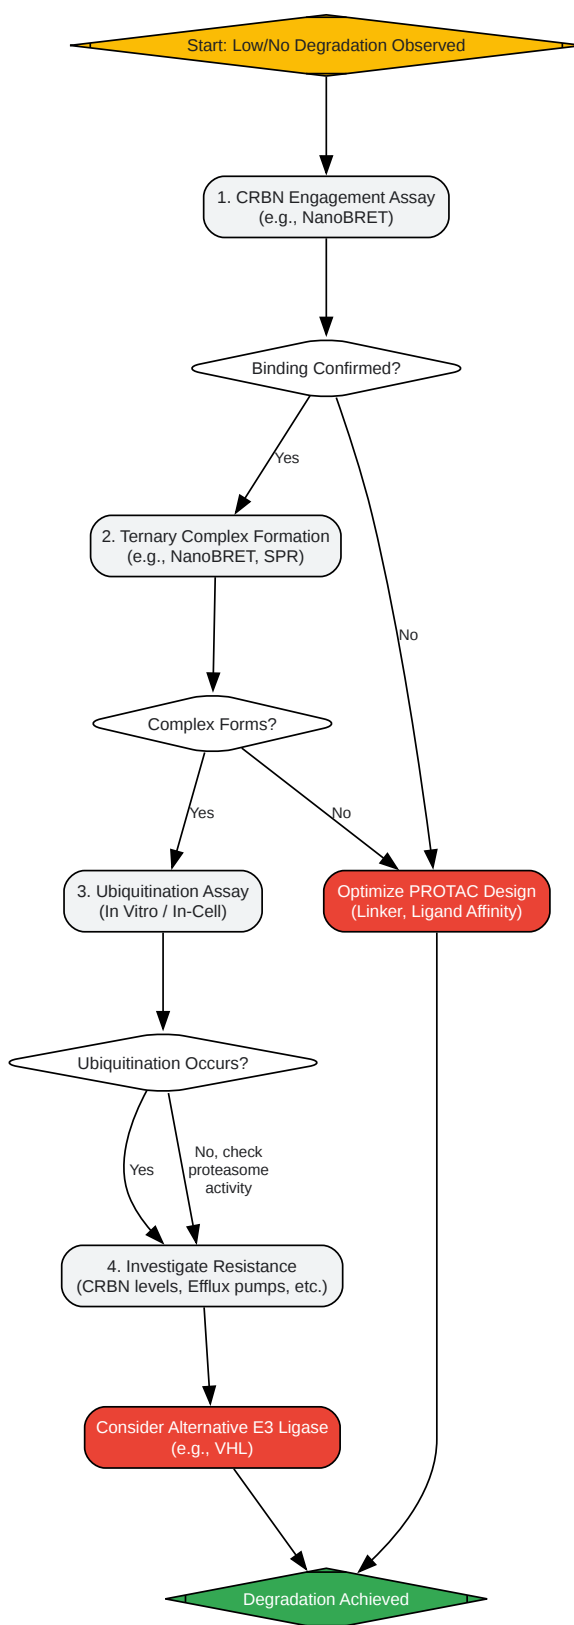 Start: Low/No Degradation Observed
1. CRBN Engagement Assay
(e.g., NanoBRET)
Binding Confirmed?
Yes
2. Ternary Complex Formation
(e.g., NanoBRET, SPR)
No
Complex Forms?
Yes
No
3. Ubiquitination Assay
(In Vitro / In-Cell)
Optimize PROTAC Design
(Linker, Ligand Affinity)
Ubiquitination Occurs?
Yes
No, check
proteasome
activity
4. Investigate Resistance
(CRBN levels, Efflux pumps, etc.)
Consider Alternative E3 Ligase
(e.g., VHL)
Degradation Achieved